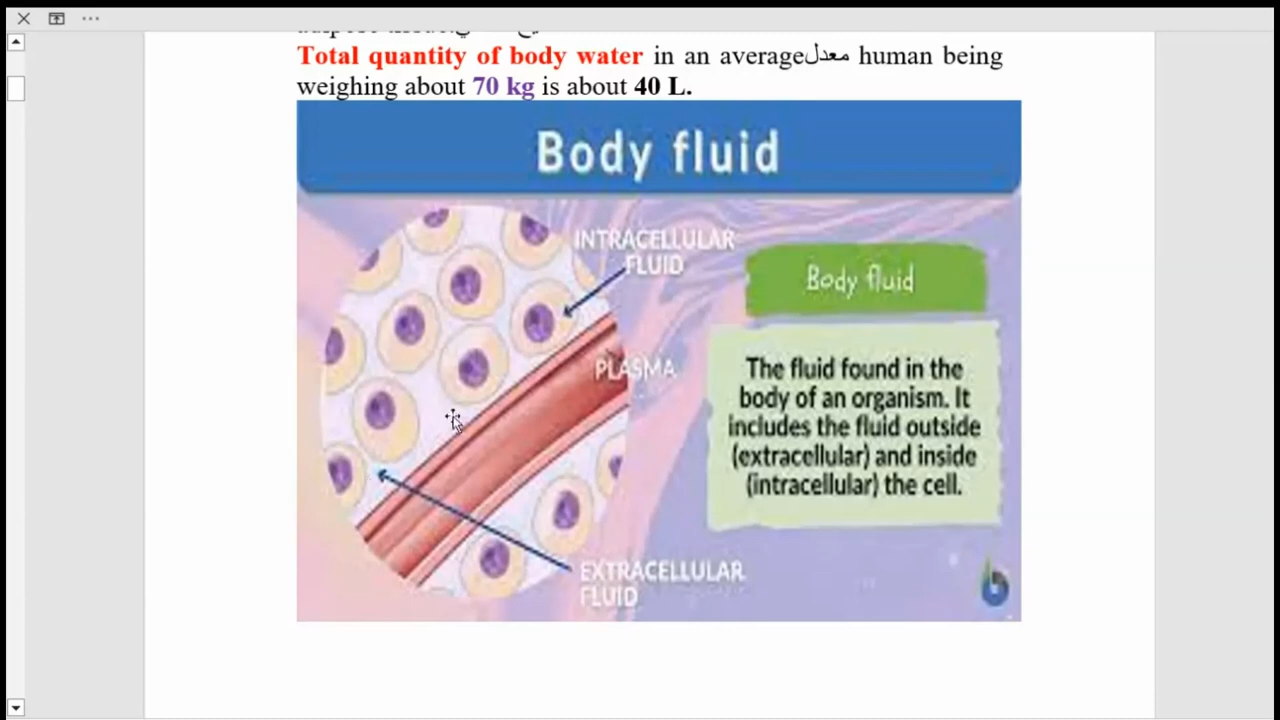 Total quantity of body water in an average معدل human being
weighing about 70 kg is about 40 L.
Body fluid
INTRACELLULAR
FLUID
PLASMA
EXTRACELLULAR
FLUID
Body fluid
The fluid found in the
body of an organism. It
includes the fluid outside
(extracellular) and inside
(intracellular) the cell.